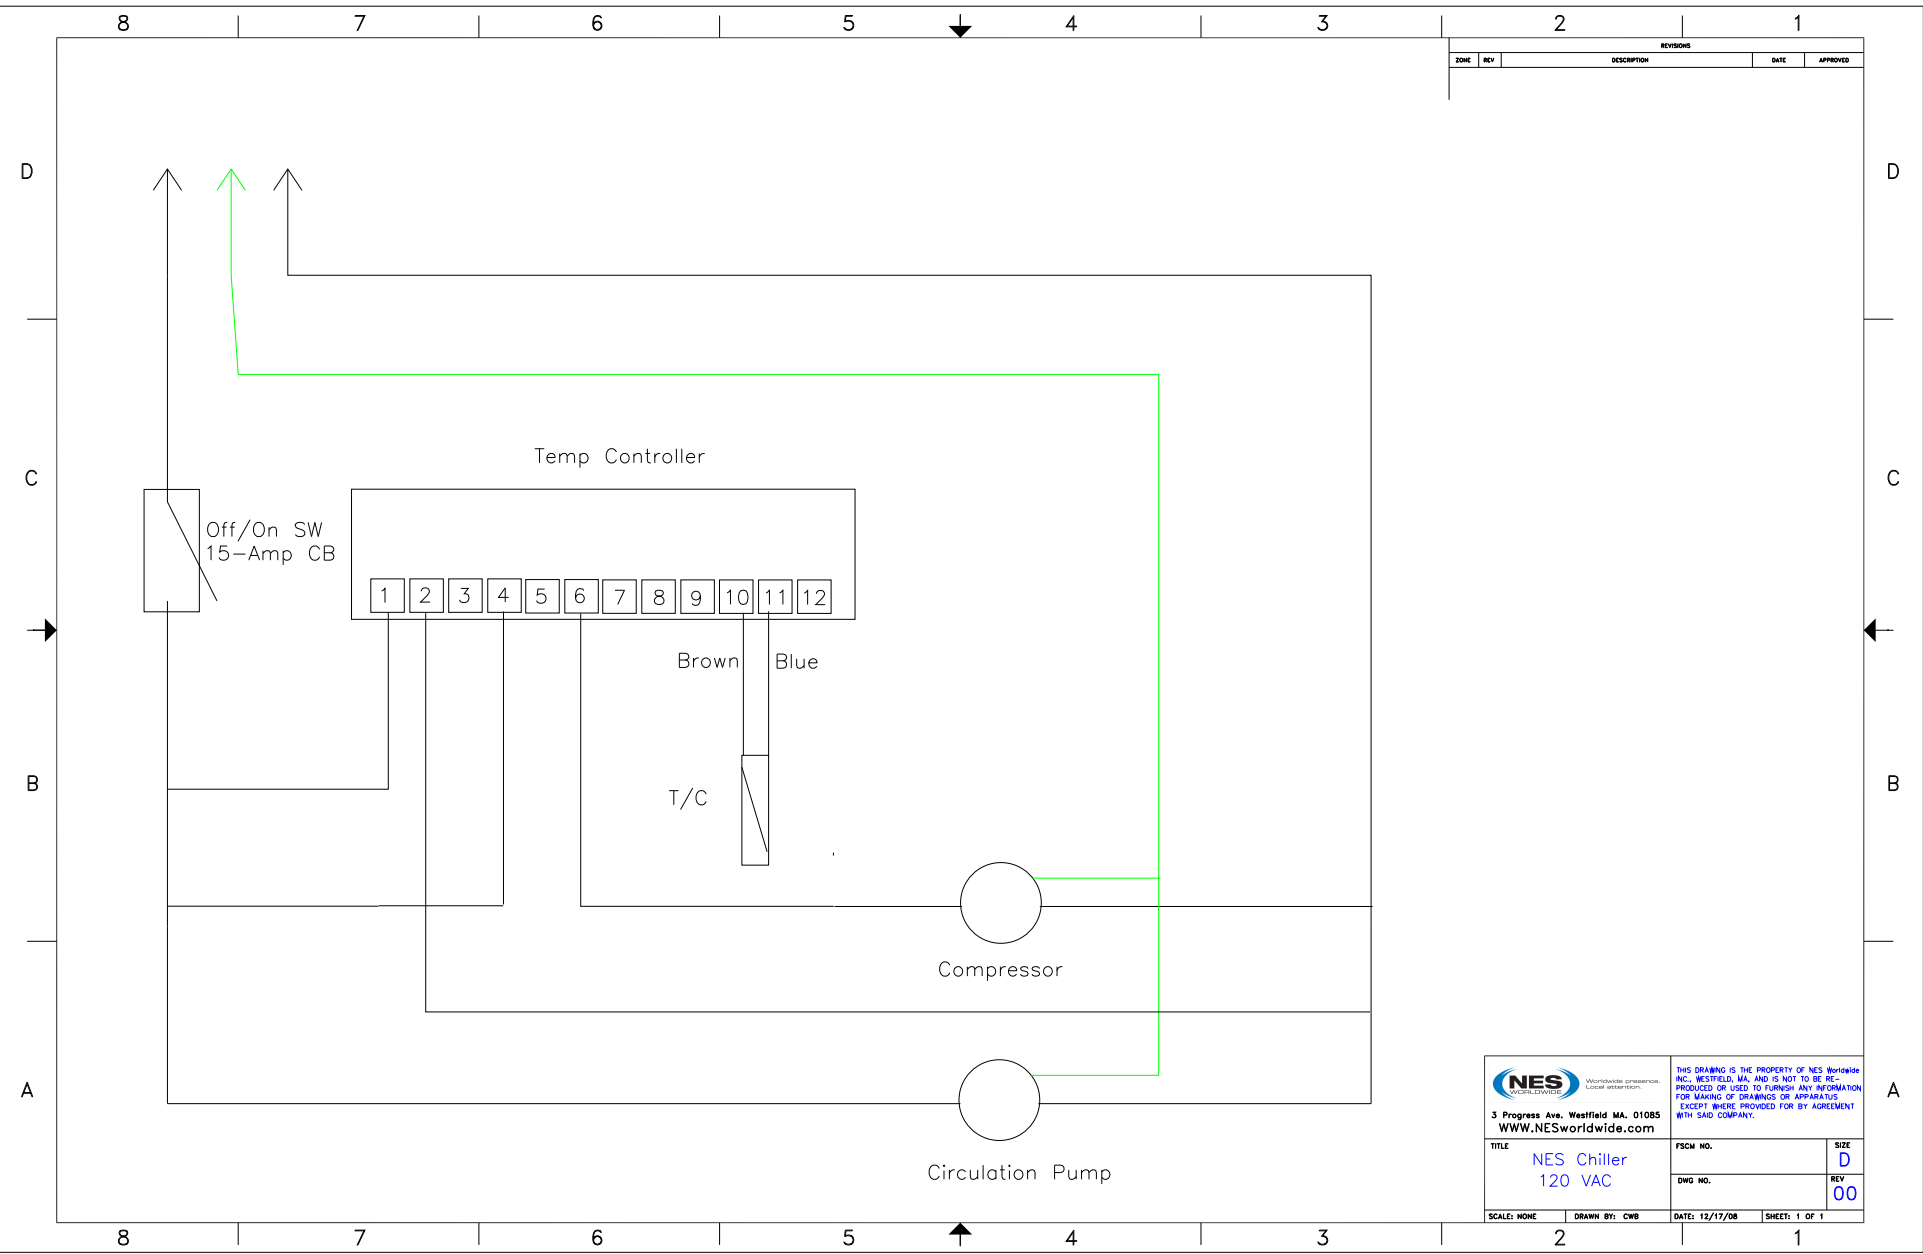 8 7 6 5 4 3 2 1
REVISIONS
ZONE REV DESCRIPTION DATE APPROVED
D D
Temp Controller
C C
Off/On SW
15-Amp CB
1 2 3 4 5 6 7 8 9 10 11 12
Brown Blue
B B
T/C
Compressor
A A
Circulation Pump
NES
WORLDWIDE
Worldwide presence.
Local attention.
3 Progress Ave. Westfield MA. 01085
WWW.NESworldwide.com
THIS DRAWING IS THE PROPERTY OF NES Worldwide
INC., WESTFIELD, MA, AND IS NOT TO BE RE-
PRODUCED OR USED TO FURNISH ANY INFORMATION
FOR MAKING OF DRAWINGS OR APPARATUS
EXCEPT WHERE PROVIDED FOR BY AGREEMENT
WITH SAID COMPANY.
TITLE
NES Chiller
120 VAC
FSCM NO.
SIZE
D
DWG NO.
REV
00
SCALE: NONE DRAWN BY: CWB DATE: 12/17/08 SHEET: 1 OF 1
8 7 6 5 4 3 2 1